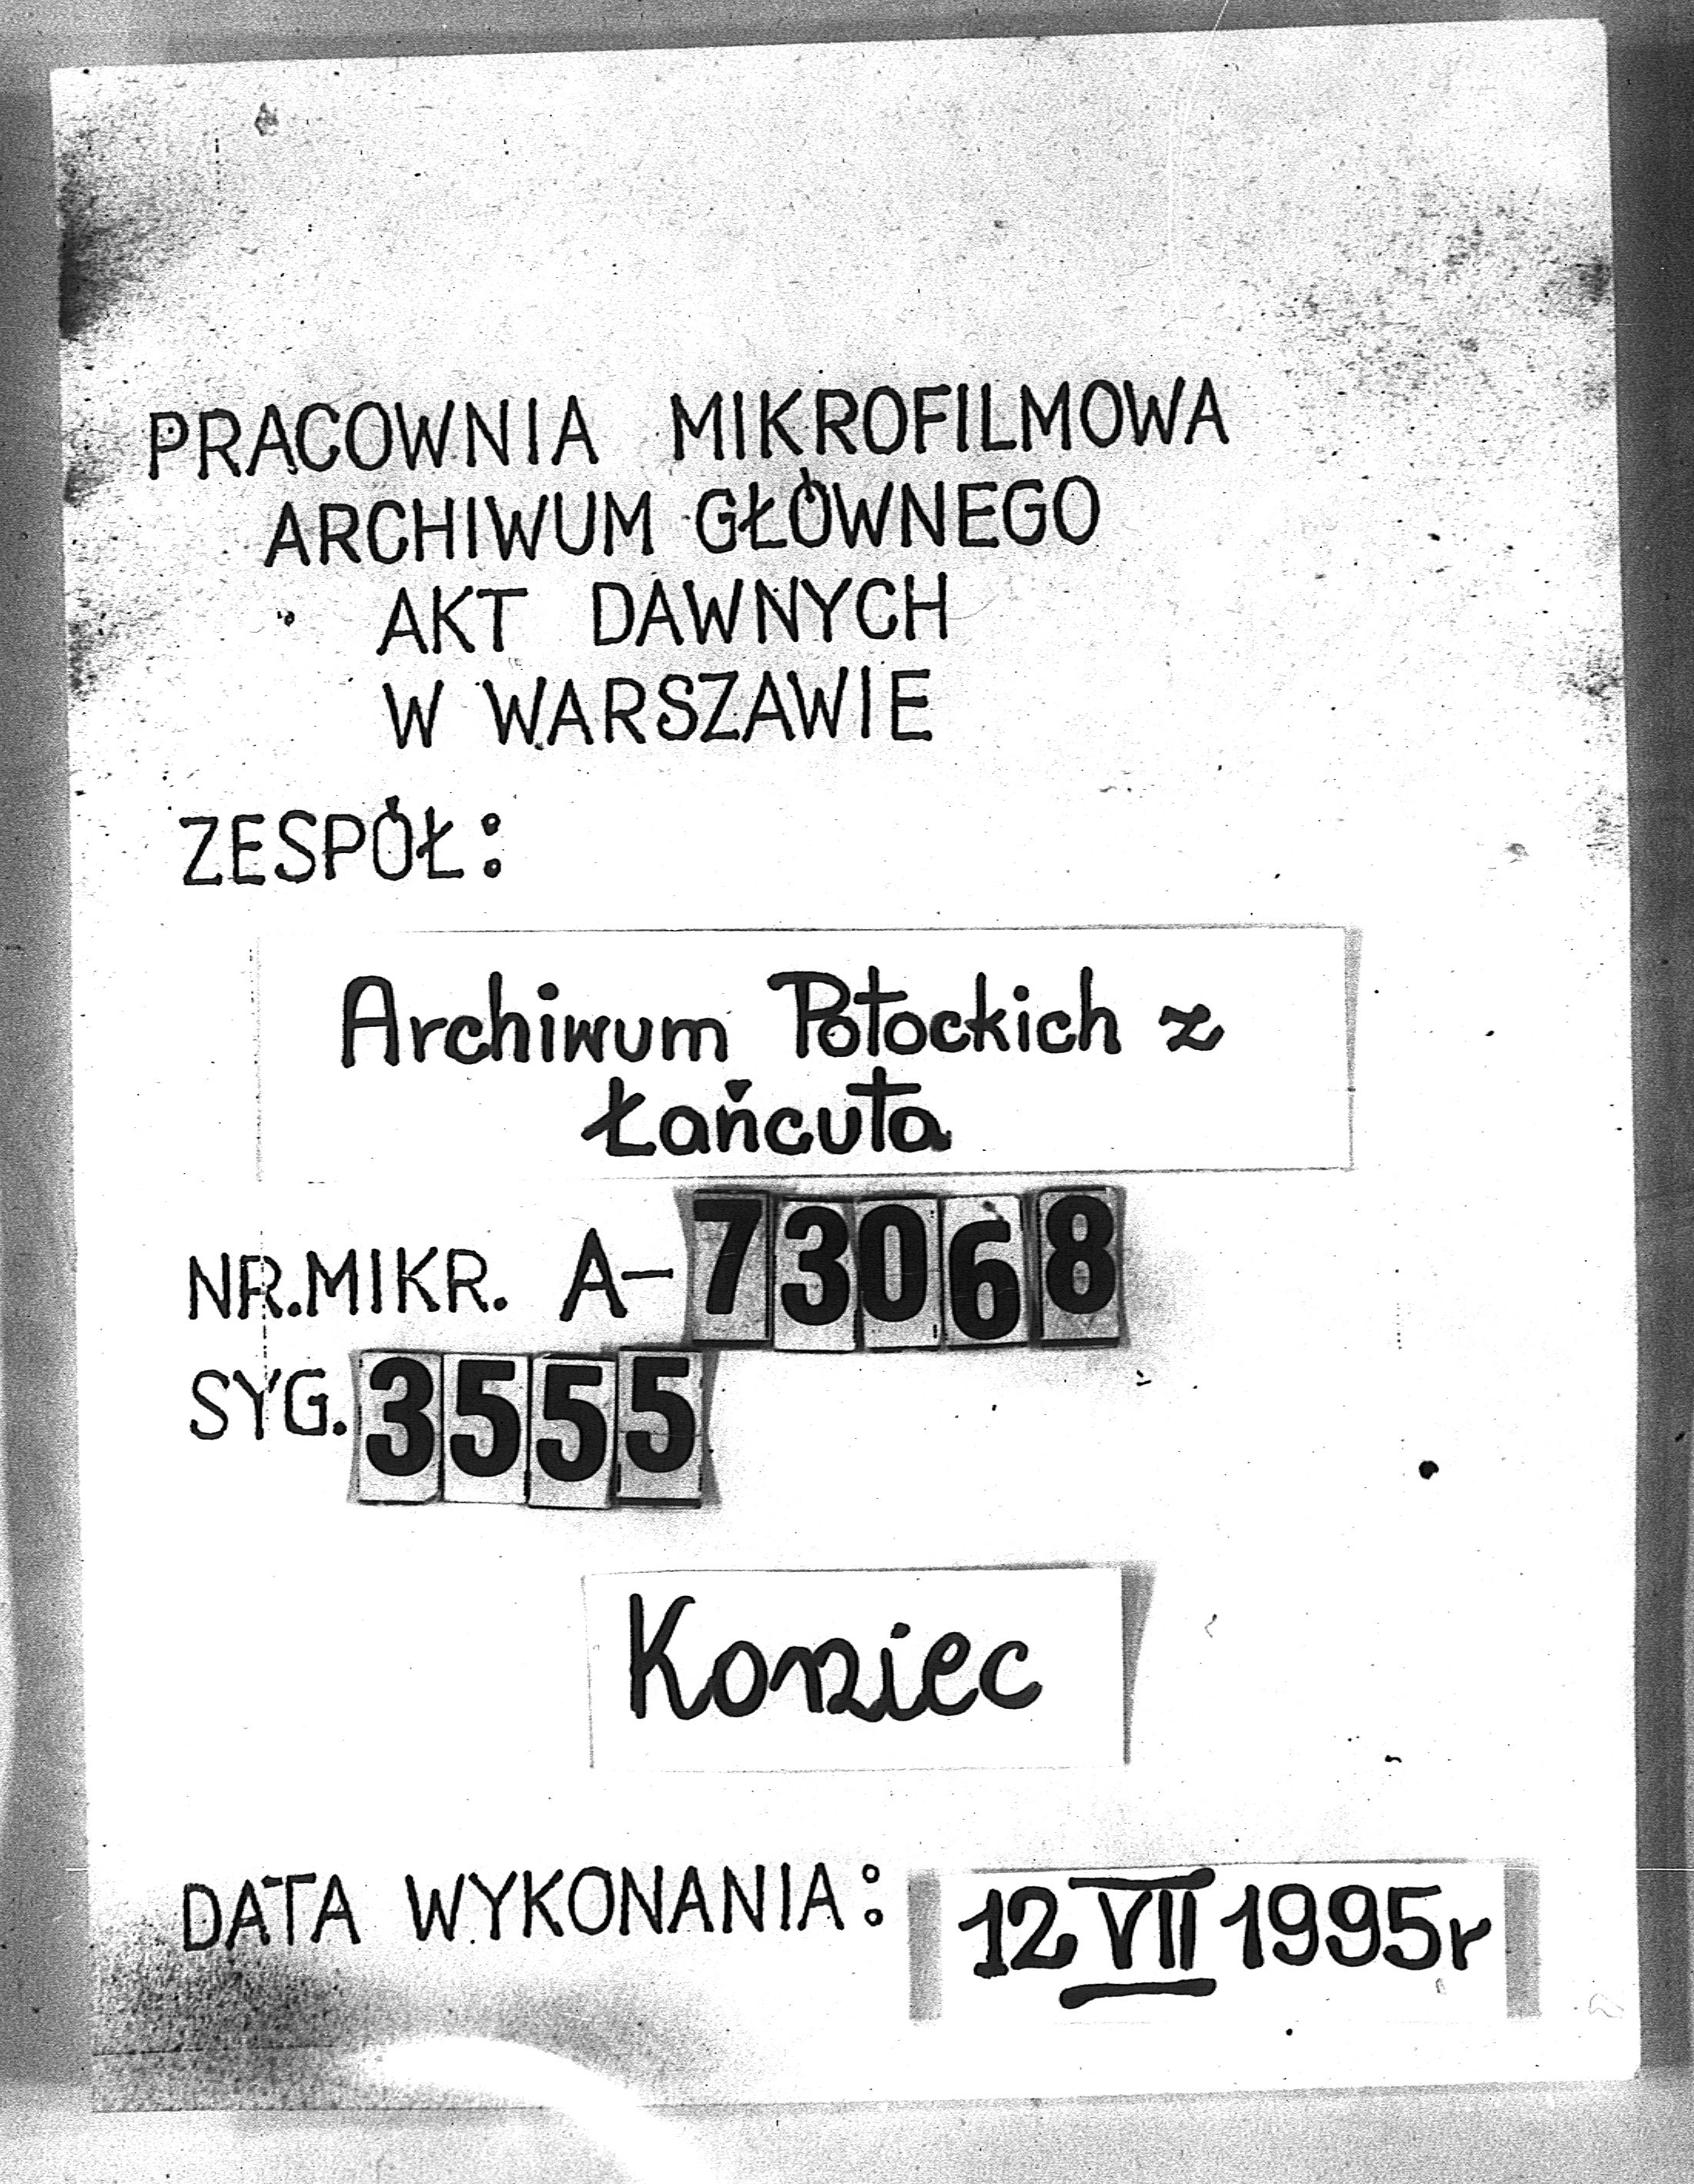 PRACOWNIA MIKROFILMOWA
ARCHIWUM GŁÓWNEGO
AKT DAWNYCH
W WARSZAWIE
ZESPÓŁ:
Archiwum Potockich z
Łańcuta
NR.MIKR. A-73068
SYG. 3555
Koniec
DATA WYKONANIA: 12 VII 1995r